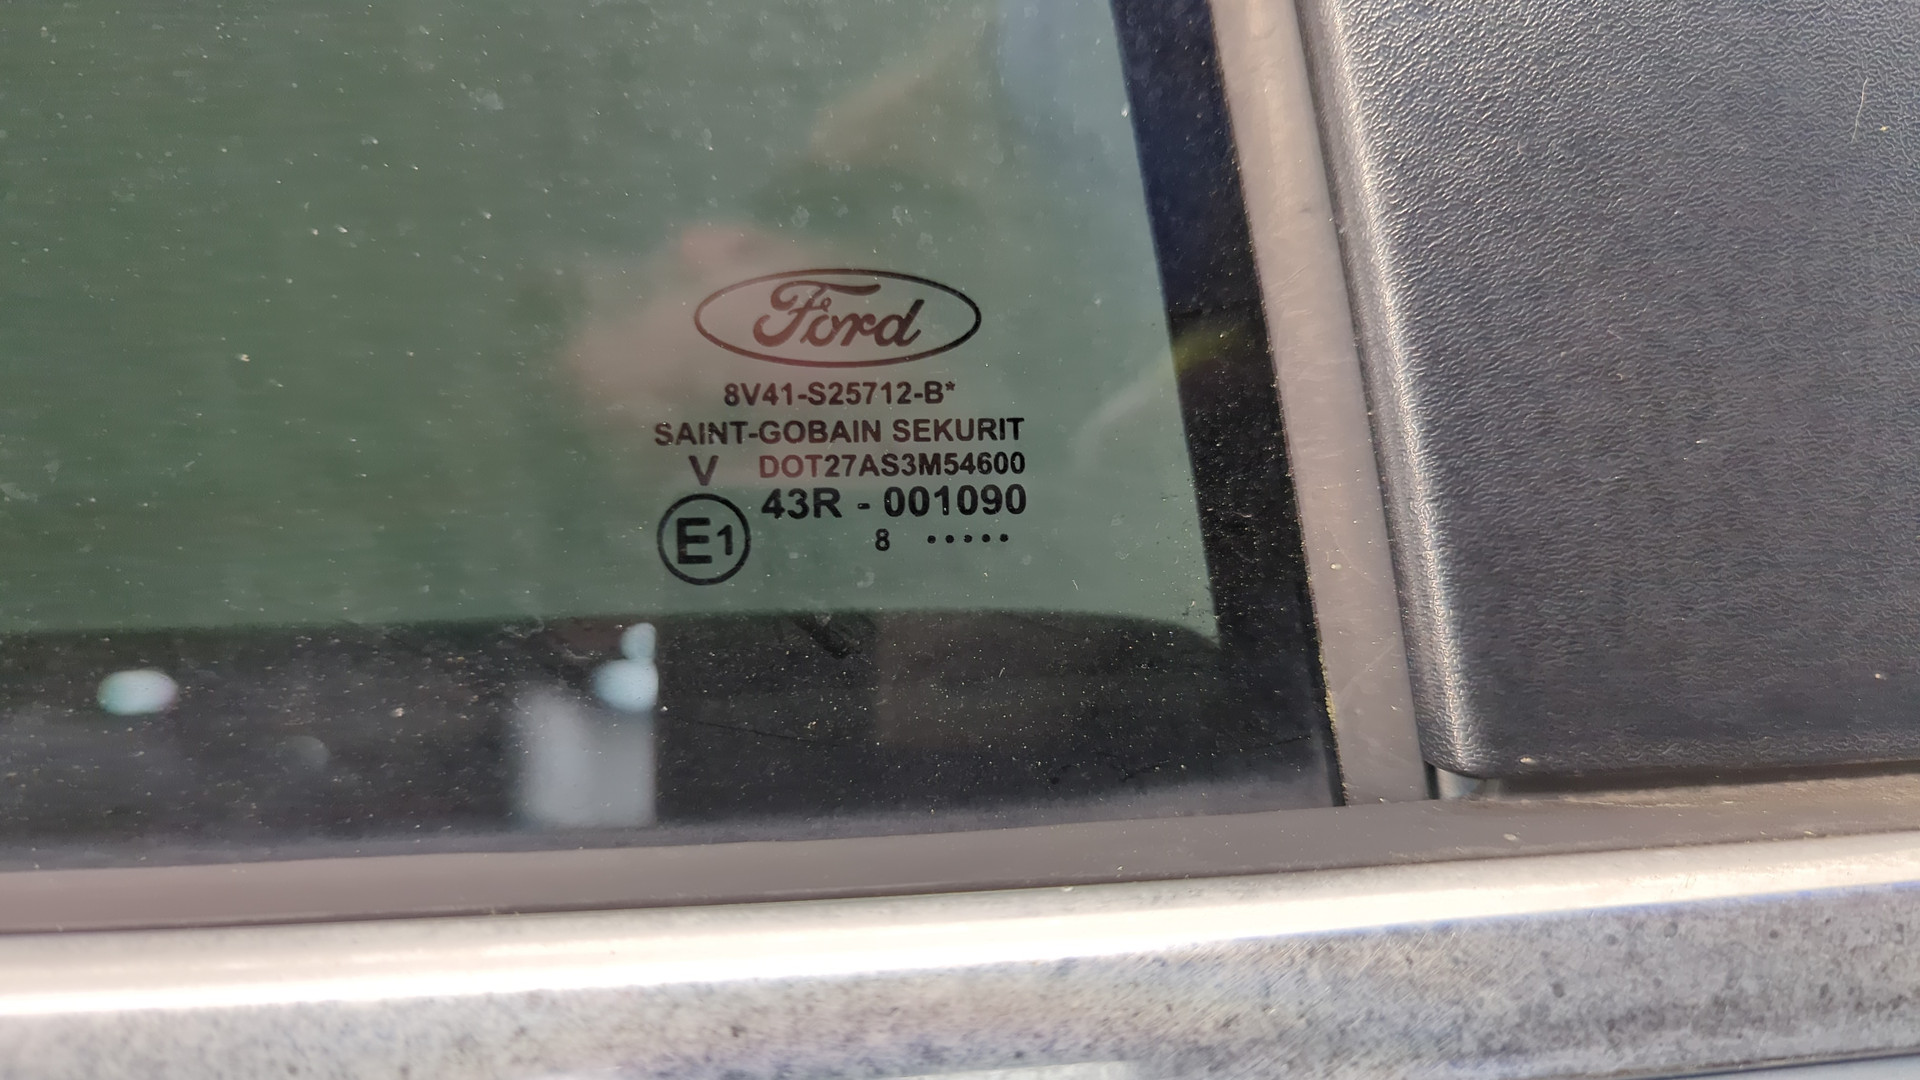 Ford
8V41-S25712-B*
SAINT-GOBAIN SEKURIT
V DOT27AS3M54600
E1 43R - 001090
8 •••••